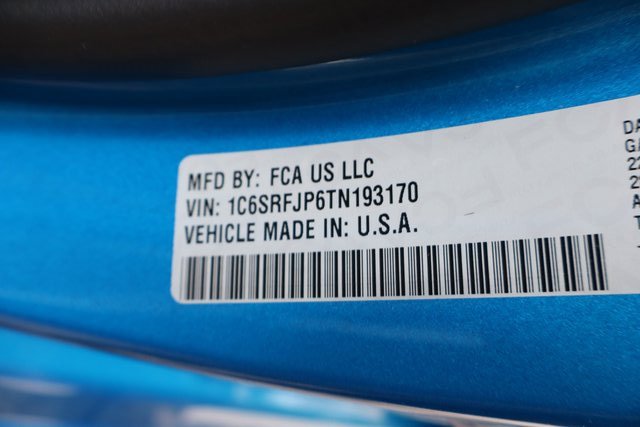 MFD BY: FCA US LLC
VIN: 1C6SRFJP6TN193170
VEHICLE MADE IN: U.S.A.